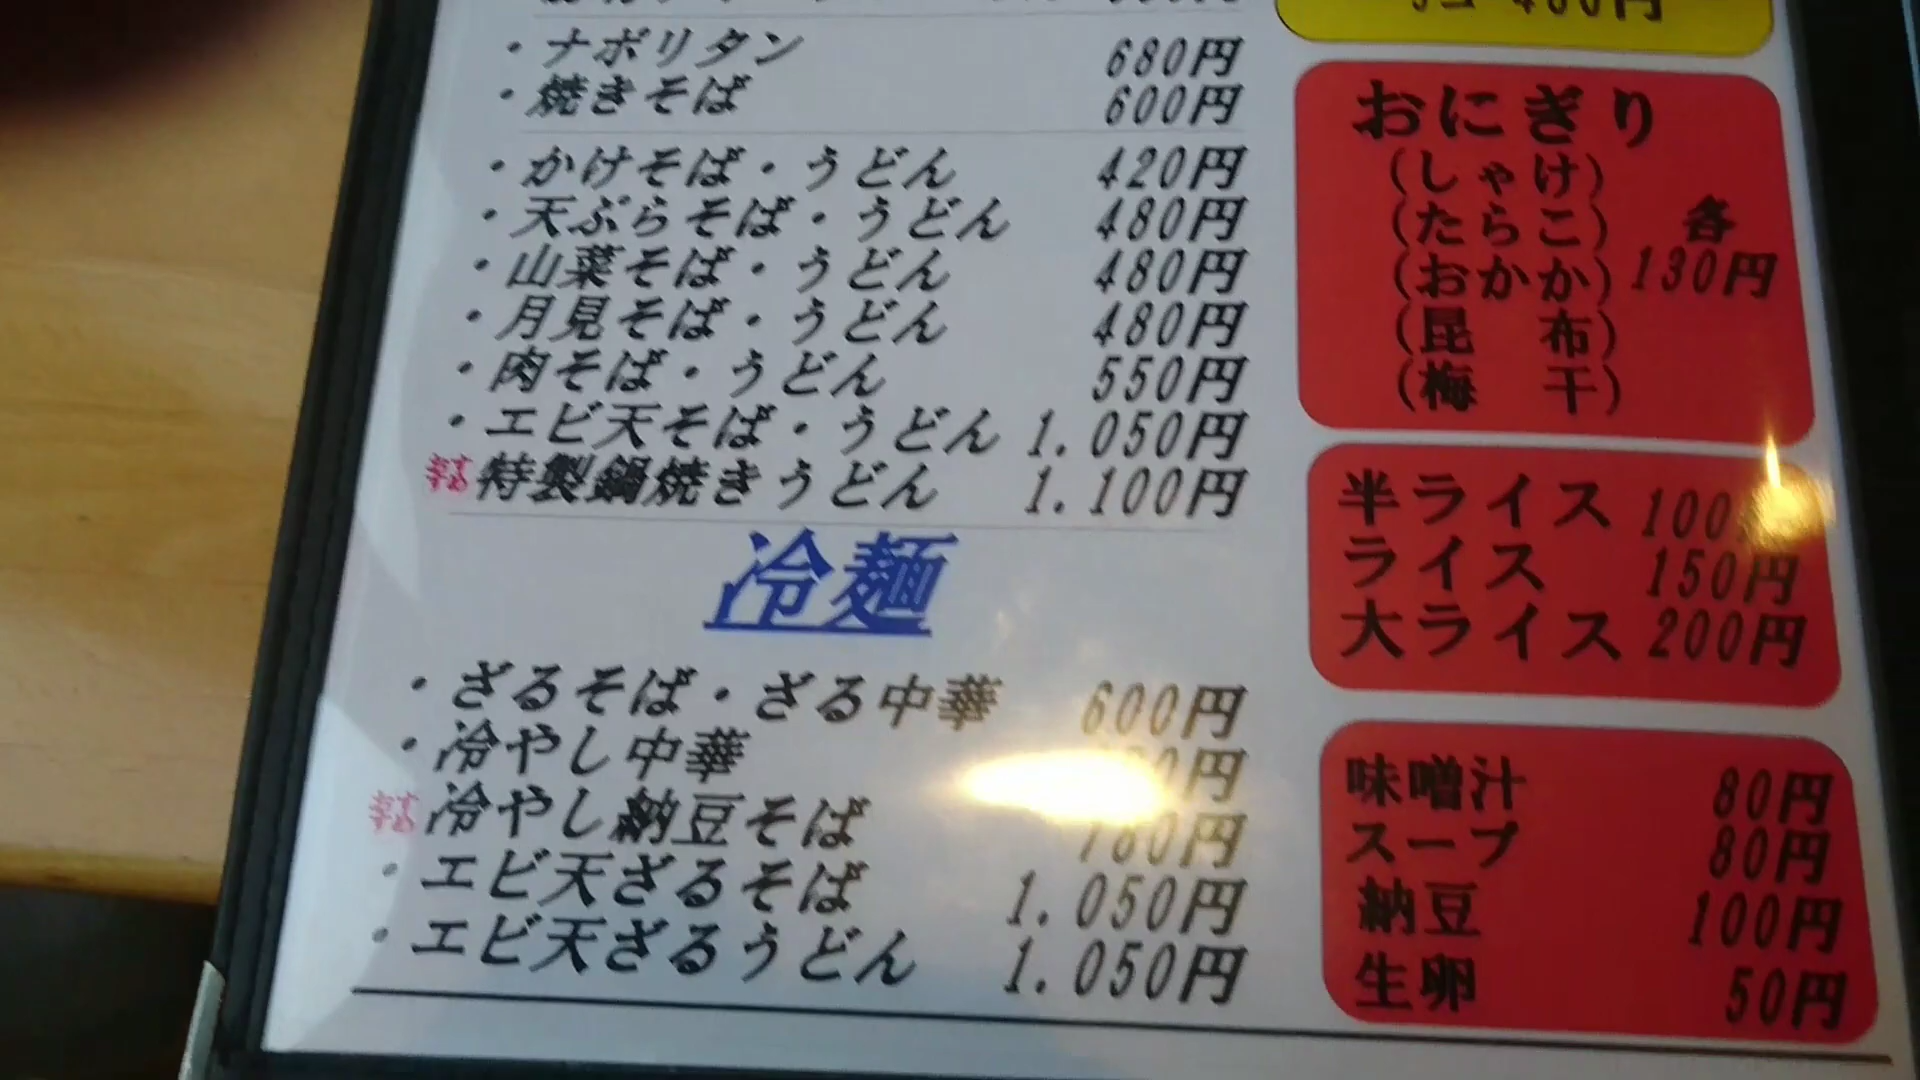 ・ナポリタン 680円
・焼きそば 600円
・かけそば・うどん 420円
・天ぷらそば・うどん 480円
・山菜そば・うどん 480円
・月見そば・うどん 480円
・肉そば・うどん 550円
・エビ天そば・うどん 1.050円
特製鍋焼きうどん 1.100円
冷麺
・ざるそば・ざる中華 600円
・冷やし中華 円
冷やし納豆そば 780円
・エビ天ざるそば 1.050円
・エビ天ざるうどん 1.050円
おにぎり
(しゃけ)
(たらこ)
(おかか)
(昆 布)
(梅 干)
各
130円
半ライス 100
ライス 150円
大ライス 200円
味噌汁 80円
スープ 80円
納豆 100円
生卵 50円